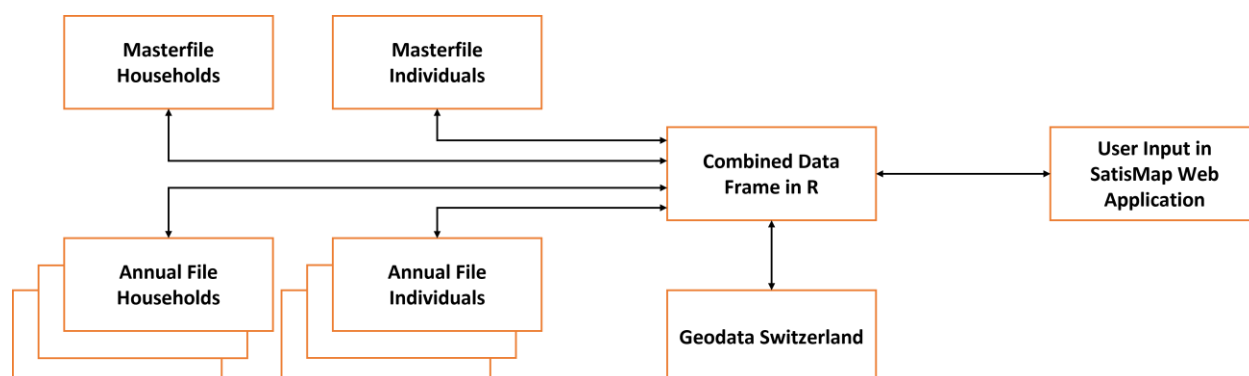 Masterfile
Households
Masterfile
Individuals
Combined Data
Frame in R
User Input in
SatisMap Web
Application
Annual File
Households
Annual File
Individuals
Geodata Switzerland